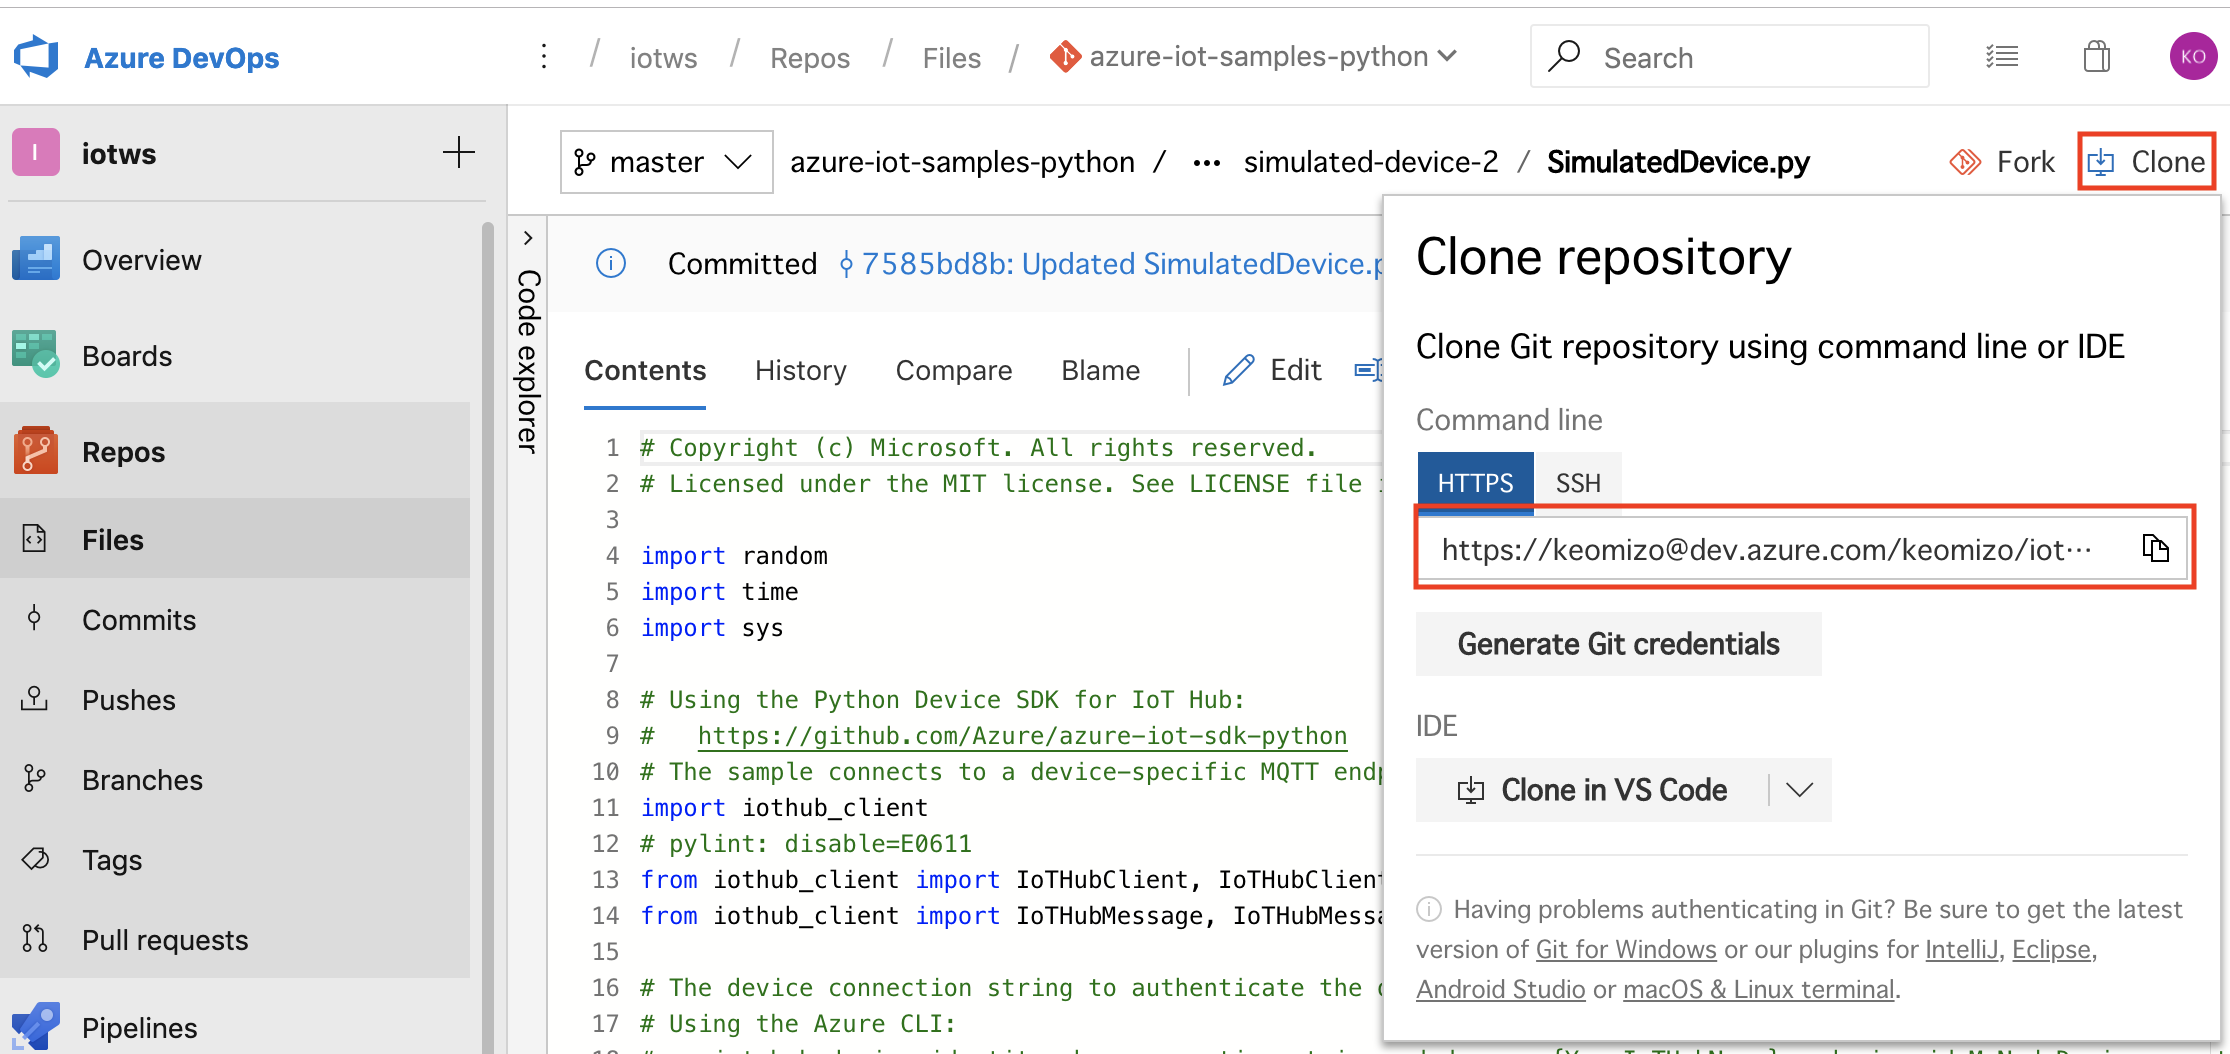 Azure DevOps
⋮ / iotws / Repos / Files / azure-iot-samples-python
Search
KO
I iotws
Overview
Boards
Repos
Files
Commits
Pushes
Branches
Tags
Pull requests
Pipelines
master azure-iot-samples-python / ··· simulated-device-2 / SimulatedDevice.py
Fork
Clone
Code explorer
Committed 7585bd8b: Updated SimulatedDevice.p
Contents History Compare Blame Edit
1 # Copyright (c) Microsoft. All rights reserved.
2 # Licensed under the MIT license. See LICENSE file
3
4 import random
5 import time
6 import sys
7
8 # Using the Python Device SDK for IoT Hub:
9 #   https://github.com/Azure/azure-iot-sdk-python
10 # The sample connects to a device-specific MQTT endp
11 import iothub_client
12 # pylint: disable=E0611
13 from iothub_client import IoTHubClient, IoTHubClient
14 from iothub_client import IoTHubMessage, IoTHubMessa
15
16 # The device connection string to authenticate the
17 # Using the Azure CLI:
Clone repository
Clone Git repository using command line or IDE
Command line
HTTPS SSH
https://keomizo@dev.azure.com/keomizo/iot···
Generate Git credentials
IDE
Clone in VS Code
Having problems authenticating in Git? Be sure to get the latest
version of Git for Windows or our plugins for IntelliJ, Eclipse,
Android Studio or macOS & Linux terminal.